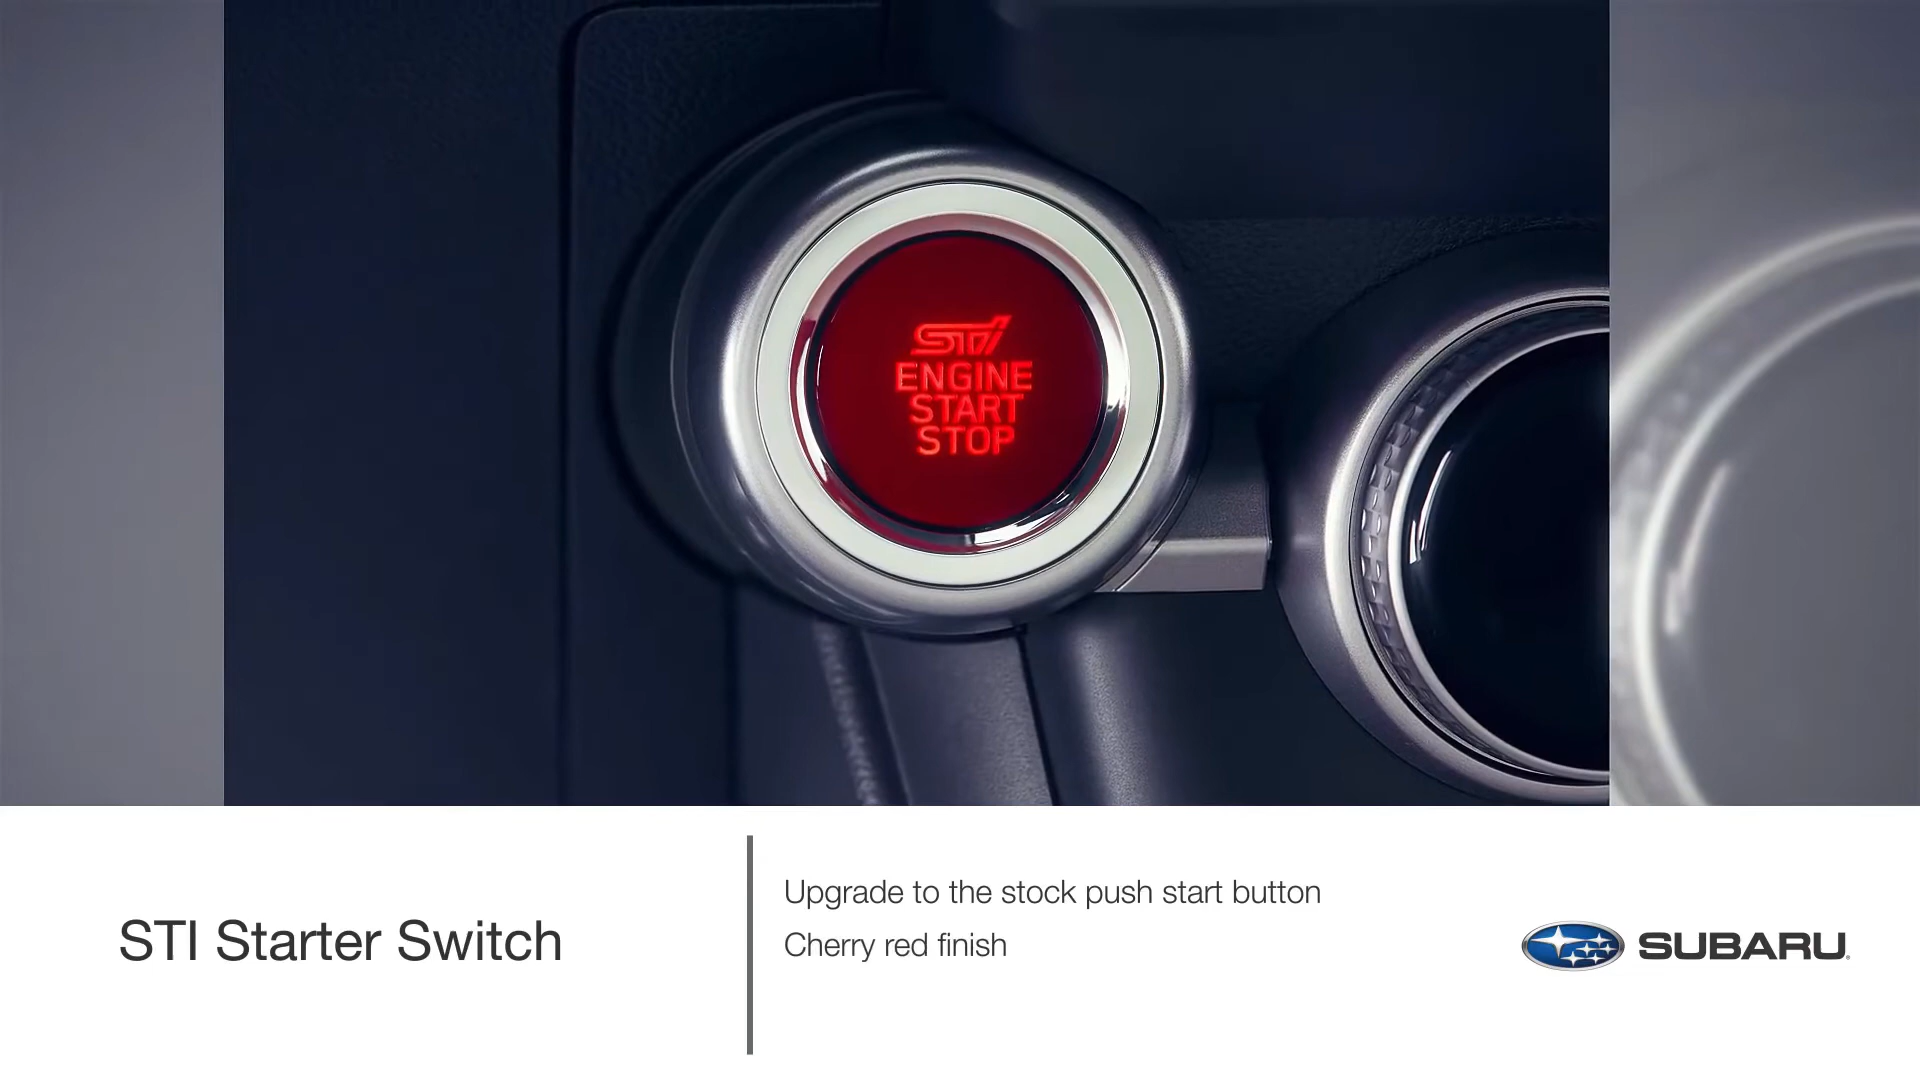 STI
ENGINE
START
STOP
STI Starter Switch
Upgrade to the stock push start button
Cherry red finish
SUBARU